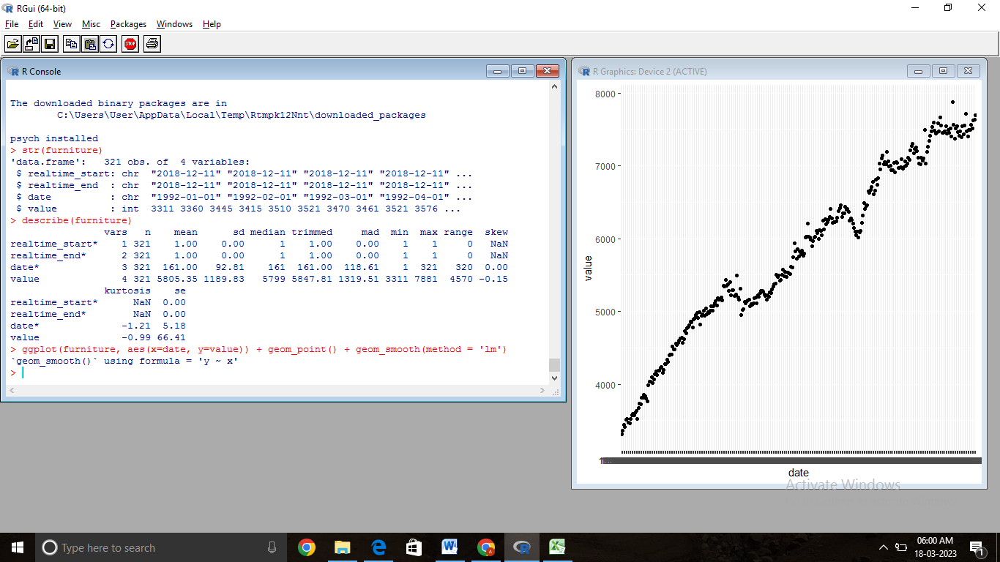 RGui (64-bit)
File Edit View Misc Packages Windows Help
STOP
R Console
The downloaded binary packages are in
        C:\Users\User\AppData\Local\Temp\Rtmpk12Nnt\downloaded_packages
psych installed
> str(furniture)
'data.frame':   321 obs. of  4 variables:
 $ realtime_start: chr  "2018-12-11" "2018-12-11" "2018-12-11" "2018-12-11" ...
 $ realtime_end  : chr  "2018-12-11" "2018-12-11" "2018-12-11" "2018-12-11" ...
 $ date          : chr  "1992-01-01" "1992-02-01" "1992-03-01" "1992-04-01" ...
 $ value         : int  3311 3360 3445 3415 3510 3521 3470 3461 3521 3576 ...
> describe(furniture)
                vars   n    mean      sd median trimmed     mad  min  max range  skew
realtime_start*    1 321    1.00    0.00      1    1.00    0.00    1    1     0   NaN
realtime_end*      2 321    1.00    0.00      1    1.00    0.00    1    1     0   NaN
date*              3 321  161.00   92.81    161  161.00  118.61    1  321   320  0.00
value              4 321 5805.35 1189.83   5799 5847.81 1319.51 3311 7881  4570 -0.15
                kurtosis    se
realtime_start*      NaN  0.00
realtime_end*        NaN  0.00
date*              -1.21  5.18
value              -0.99 66.41
> ggplot(furniture, aes(x=date, y=value)) + geom_point() + geom_smooth(method = 'lm')
`geom_smooth()` using formula = 'y ~ x'
>
R Graphics: Device 2 (ACTIVE)
8000
7000
6000
5000
4000
value
date
Activate Windows
Type here to search
06:00 AM
18-03-2023
1